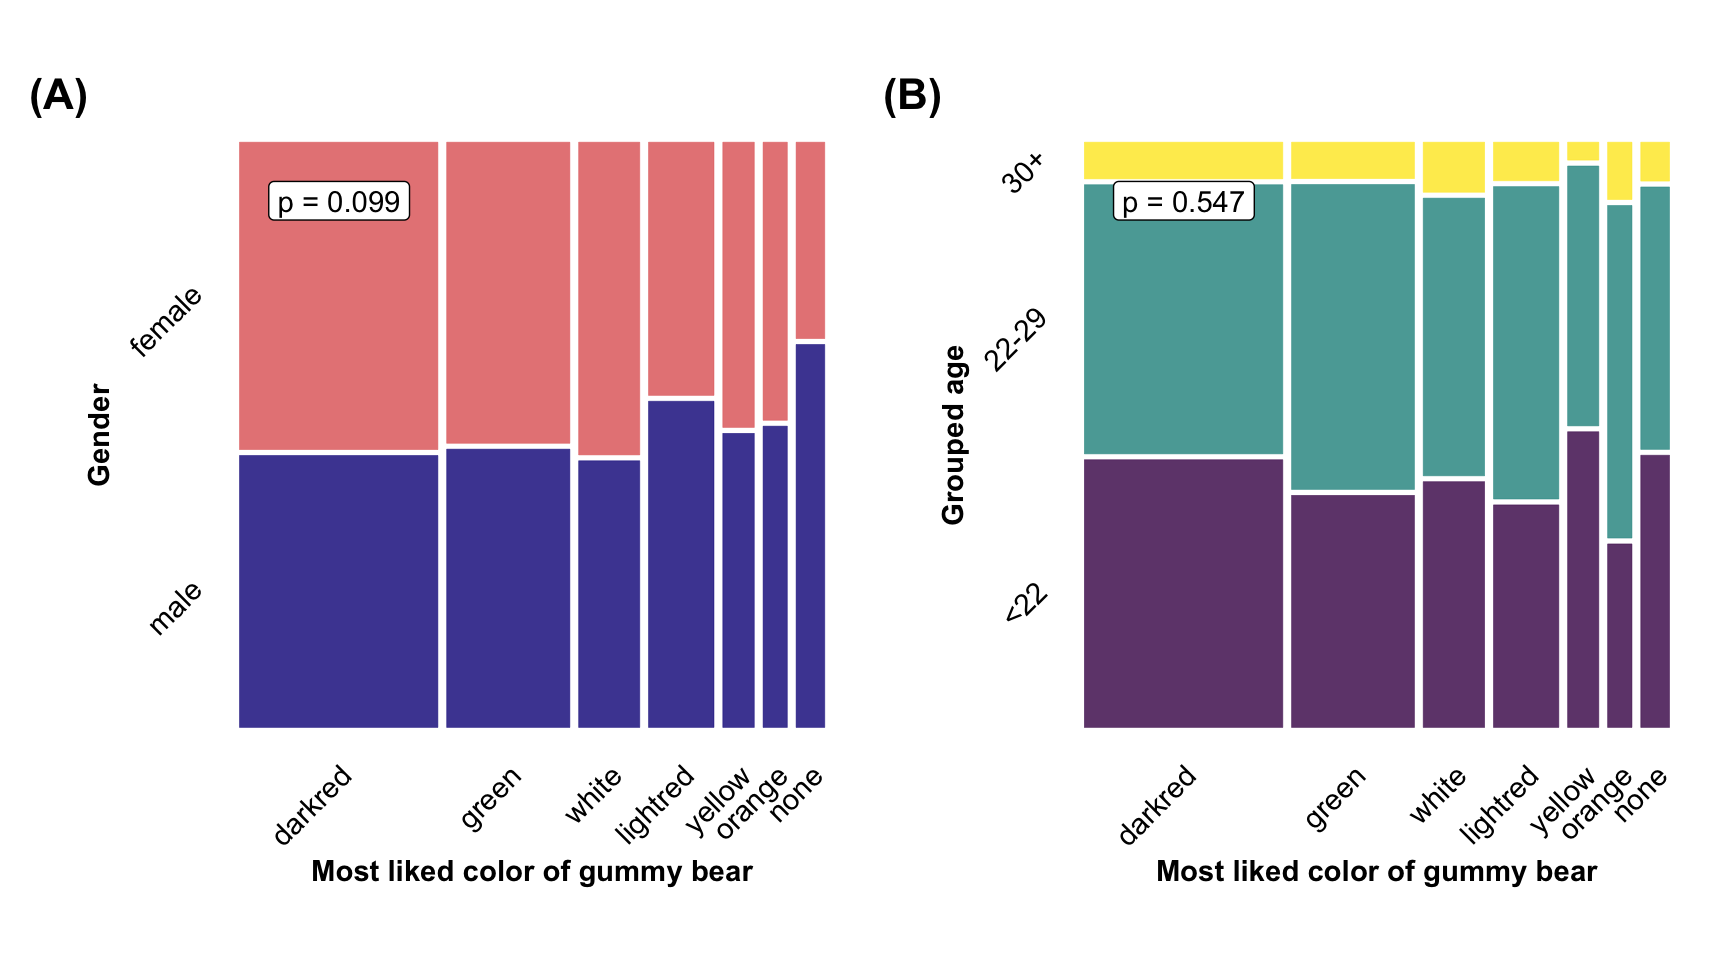 (A)
p = 0.099
female
male
Gender
darkred
green
white
lightred
yellow
orange
none
Most liked color of gummy bear
(B)
p = 0.547
30+
22-29
<22
Grouped age
darkred
green
white
lightred
yellow
orange
none
Most liked color of gummy bear